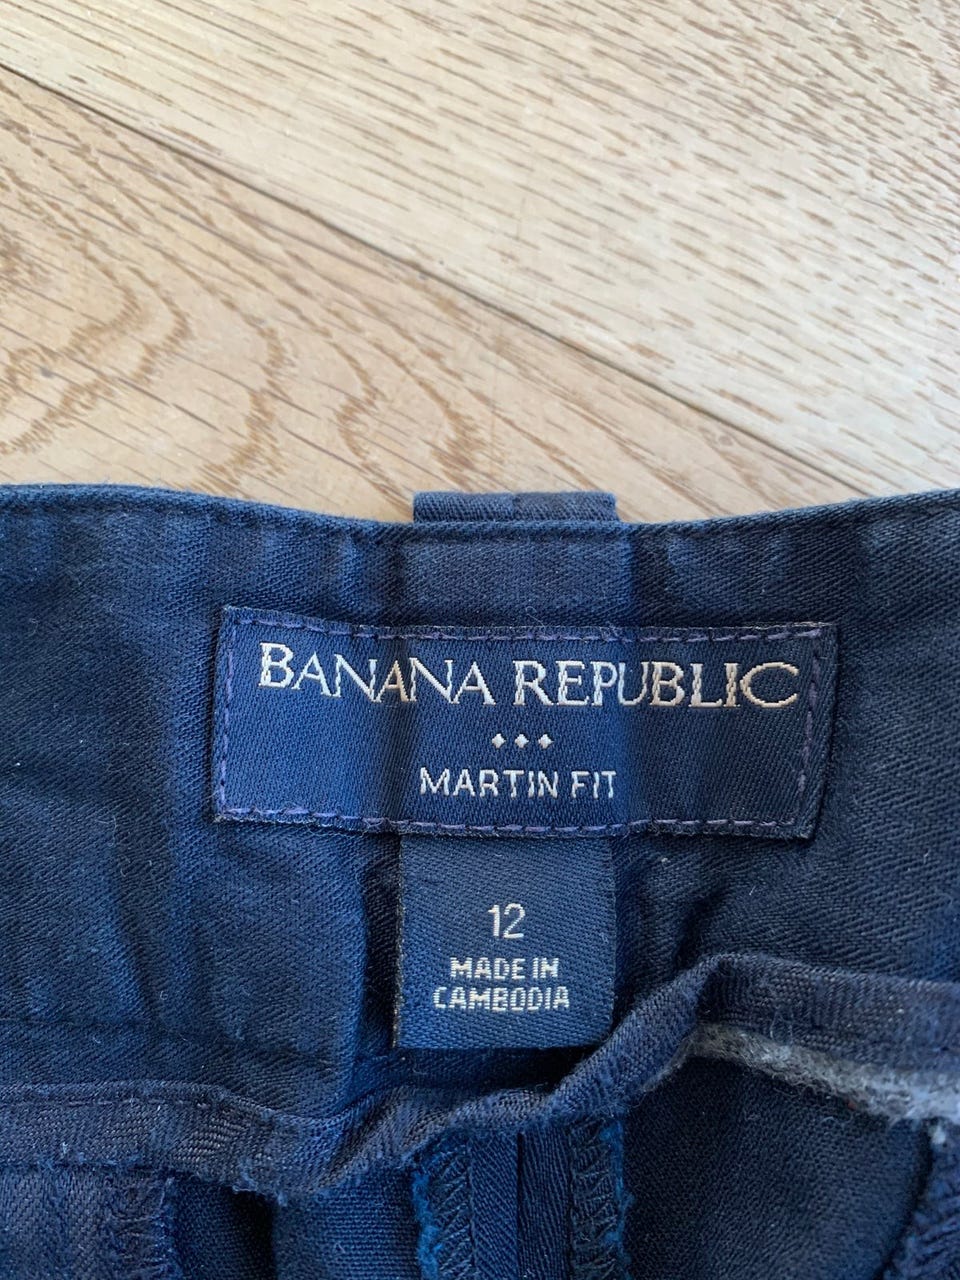 BANANA REPUBLIC
MARTIN FIT
12
MADE IN
CAMBODIA